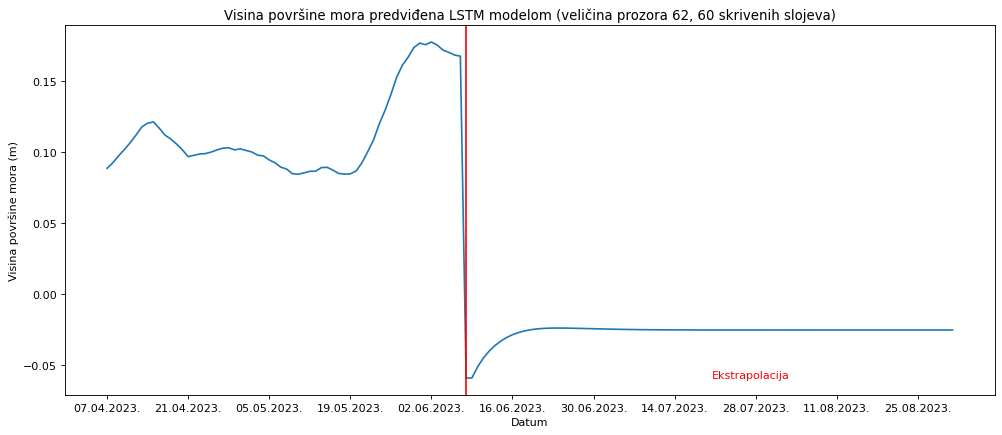 Visina površine mora predviđena LSTM modelom (veličina prozora 62, 60 skrivenih slojeva)
Visina površine mora (m)
0.15
0.10
0.05
0.00
−0.05
Ekstrapolacija
07.04.2023. 21.04.2023. 05.05.2023. 19.05.2023. 02.06.2023. 16.06.2023. 30.06.2023. 14.07.2023. 28.07.2023. 11.08.2023. 25.08.2023.
Datum